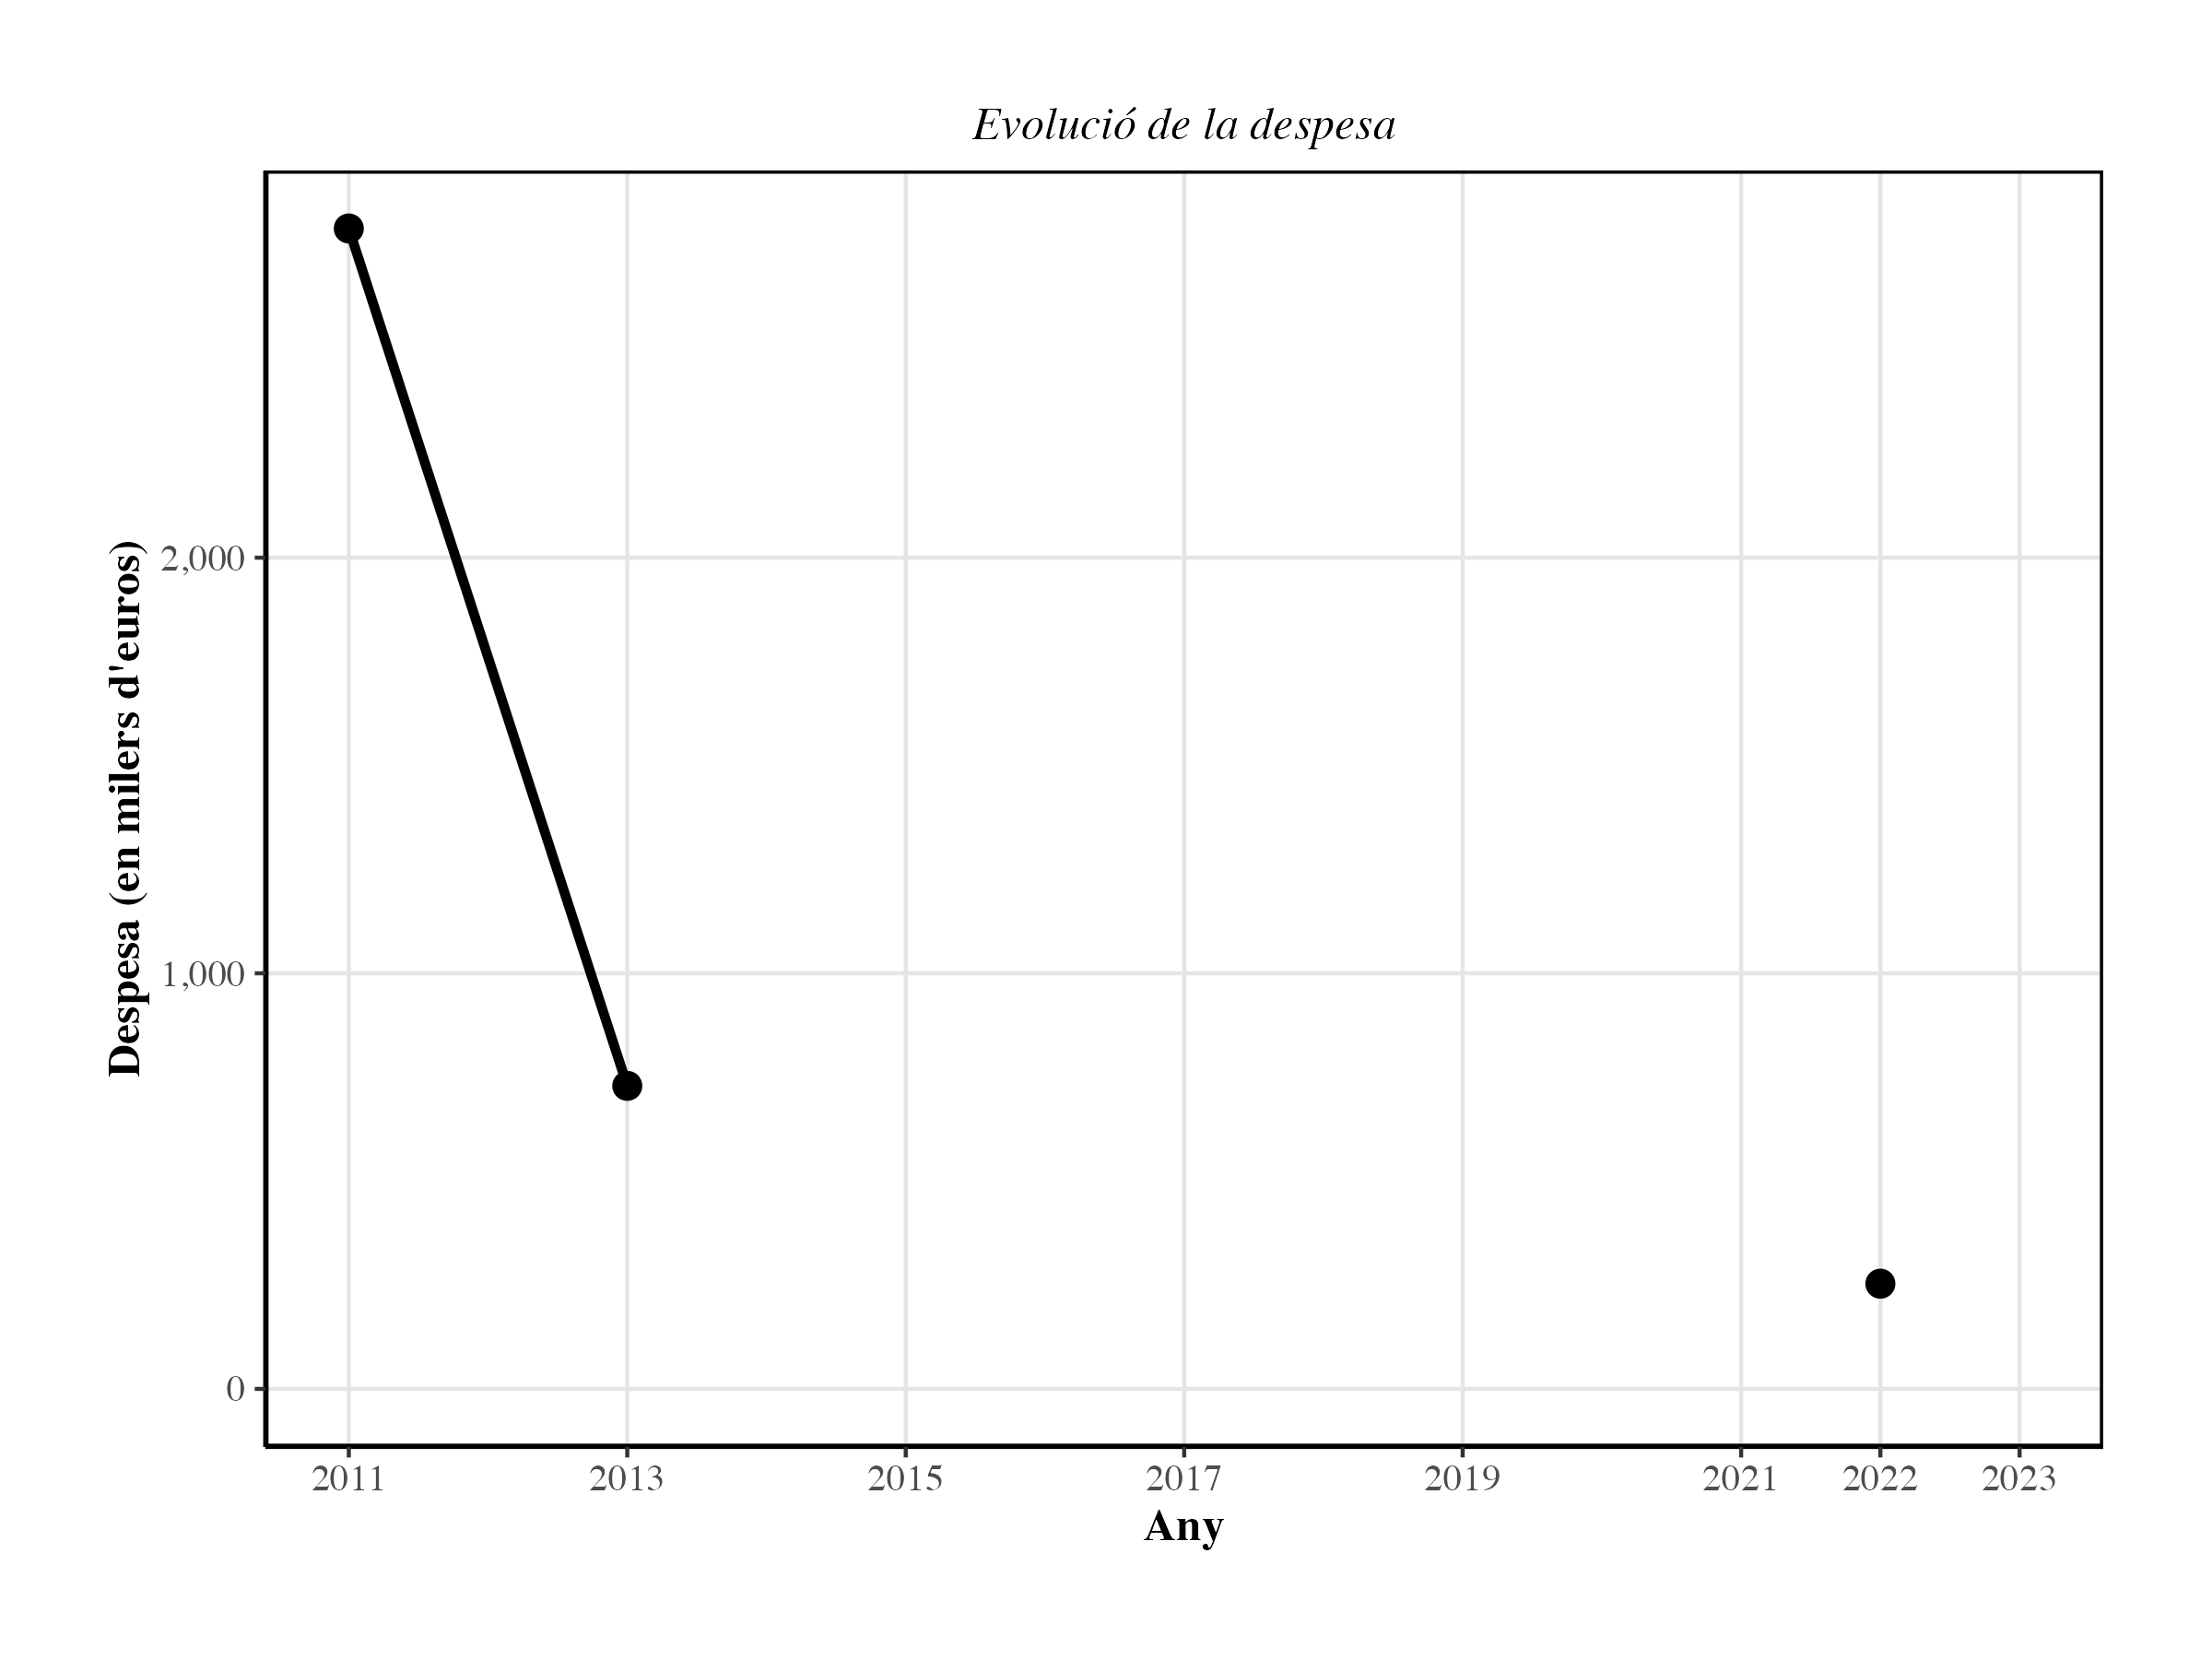 Evolució de la despesa
Despesa (en milers d'euros)
2,000
1,000
0
2011 2013 2015 2017 2019 2021 2022 2023
Any